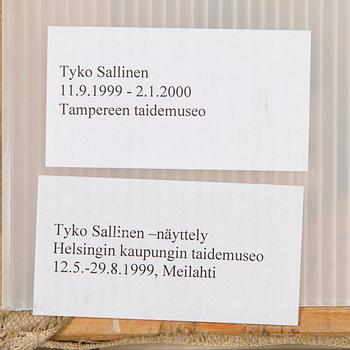 Tyko Sallinen
11.9.1999 - 2.1.2000
Tampereen taidemuseo
Tyko Sallinen –näyttely
Helsingin kaupungin taidemuseo
12.5.-29.8.1999, Meilahti